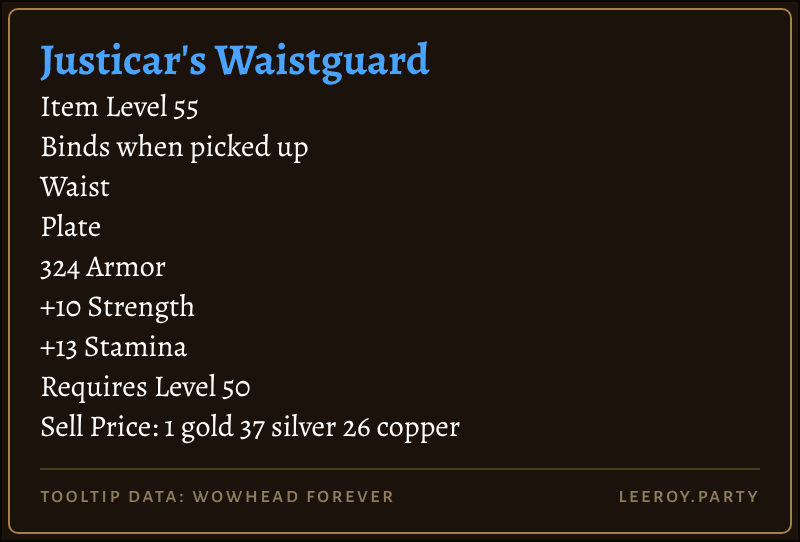 Justicar's Waistguard
Item Level 55
Binds when picked up
Waist
Plate
324 Armor
+10 Strength
+13 Stamina
Requires Level 50
Sell Price: 1 gold 37 silver 26 copper
TOOLTIP DATA: WOWHEAD FOREVER
LEEROY.PARTY